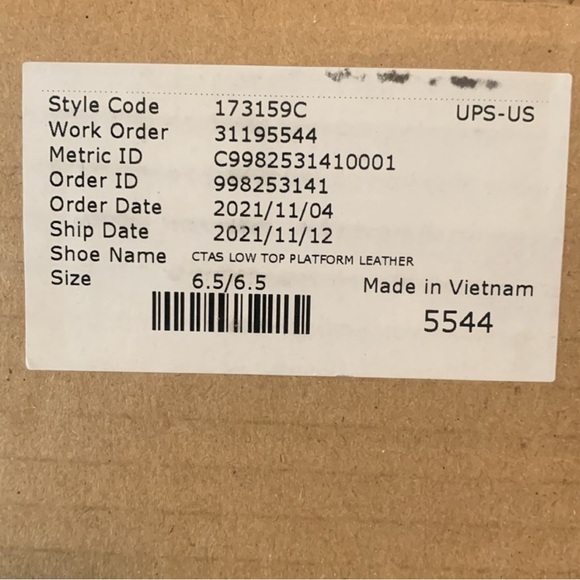 Style Code 173159C UPS-US
Work Order 31195544
Metric ID C9982531410001
Order ID 998253141
Order Date 2021/11/04
Ship Date 2021/11/12
Shoe Name CTAS LOW TOP PLATFORM LEATHER
Size 6.5/6.5 Made in Vietnam
5544